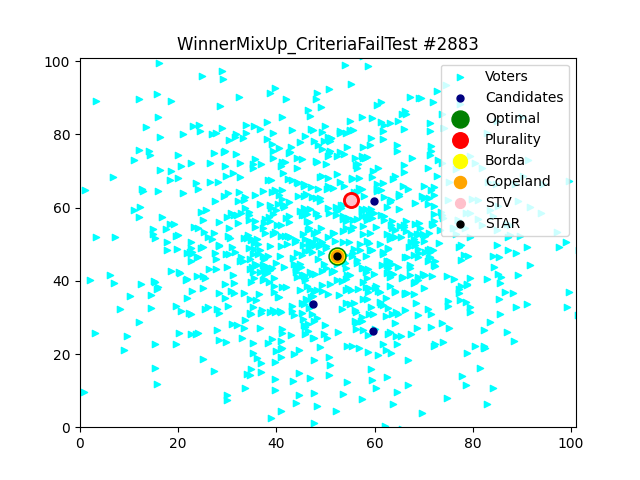 WinnerMixUp_CriteriaFailTest #2883
100
80
60
40
20
0
0
20
40
60
80
100
Voters
Candidates
Optimal
Plurality
Borda
Copeland
STV
STAR